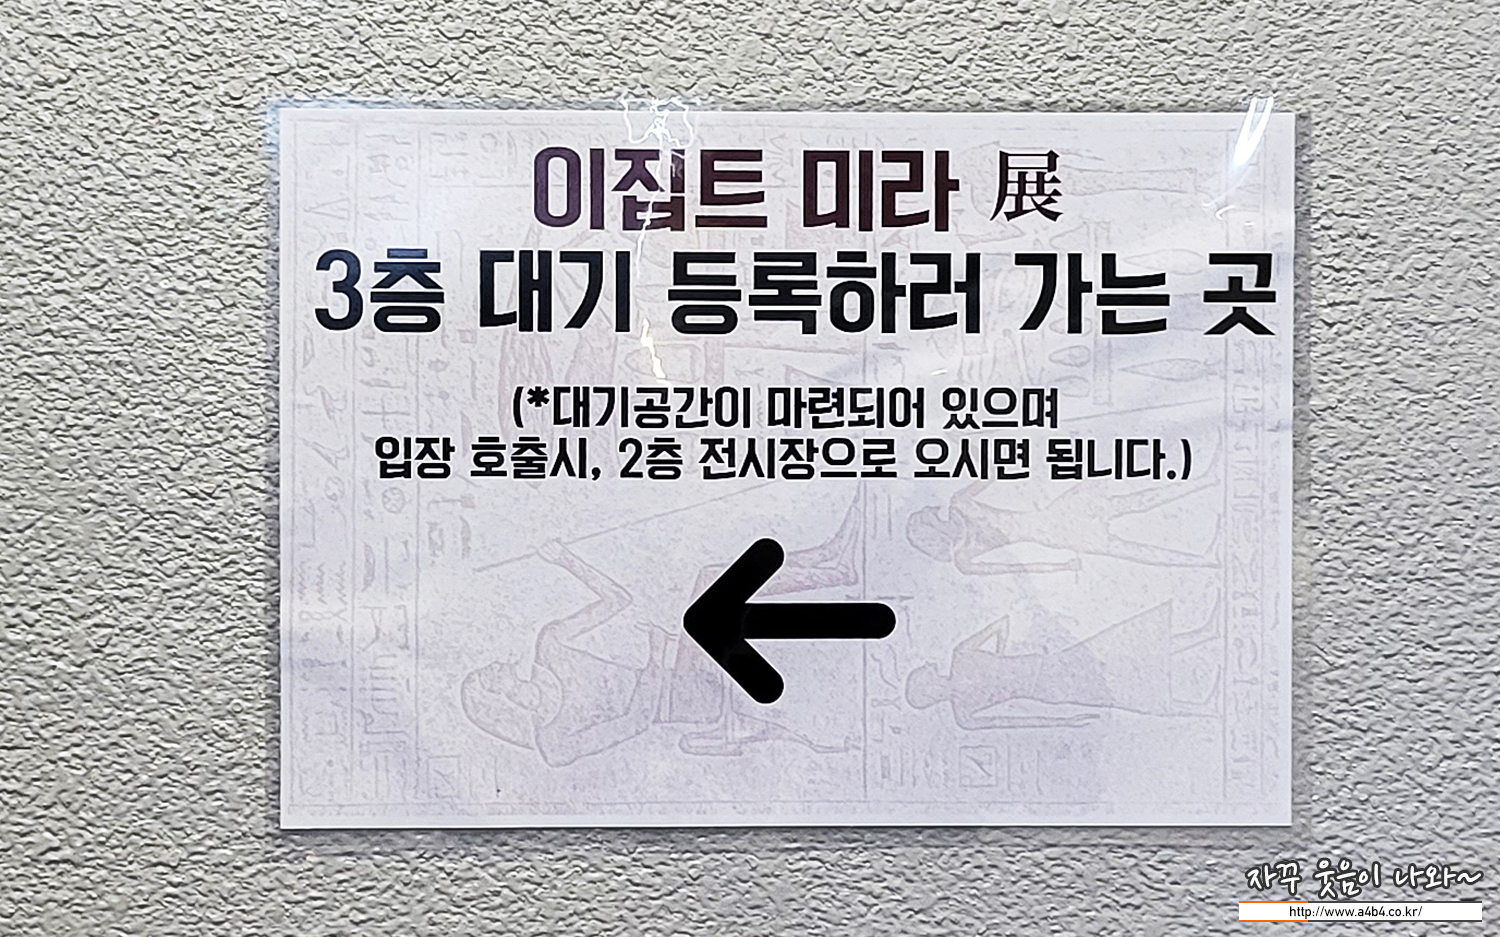 이집트 미라 展
3층 대기 등록하러 가는 곳
(*대기공간이 마련되어 있으며
입장 호출시, 2층 전시장으로 오시면 됩니다.)
자꾸 웃음이 나와~
http://www.a4b4.co.kr/